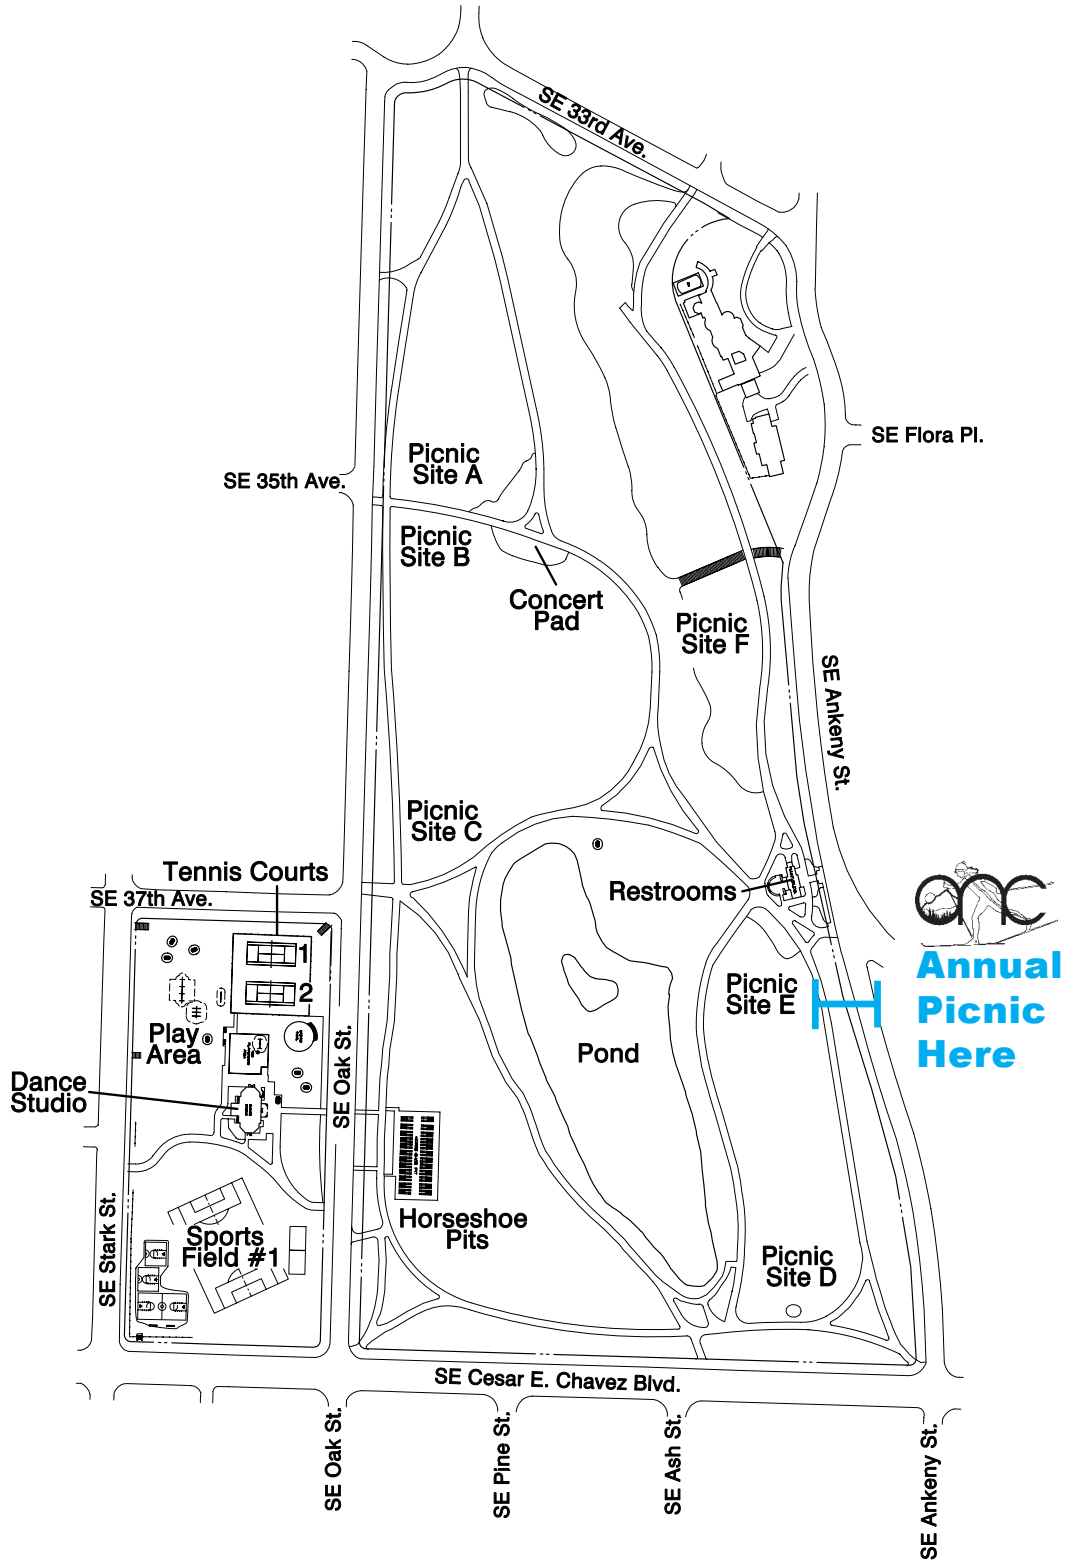 SE 33rd Ave.
SE Flora Pl.
Picnic
Site A
SE 35th Ave.
Picnic
Site B
Concert
Pad
Picnic
Site F
SE Ankeny St.
Picnic
Site C
Tennis Courts
SE 37th Ave.
Restrooms
onc
1
2
Annual
Picnic
Here
Picnic
Site E
Play
Area
SE Oak St.
Pond
Dance
Studio
SE Stark St.
Horseshoe
Pits
Sports
Field #1
Picnic
Site D
SE Cesar E. Chavez Blvd.
SE Oak St.
SE Pine St.
SE Ash St.
SE Ankeny St.